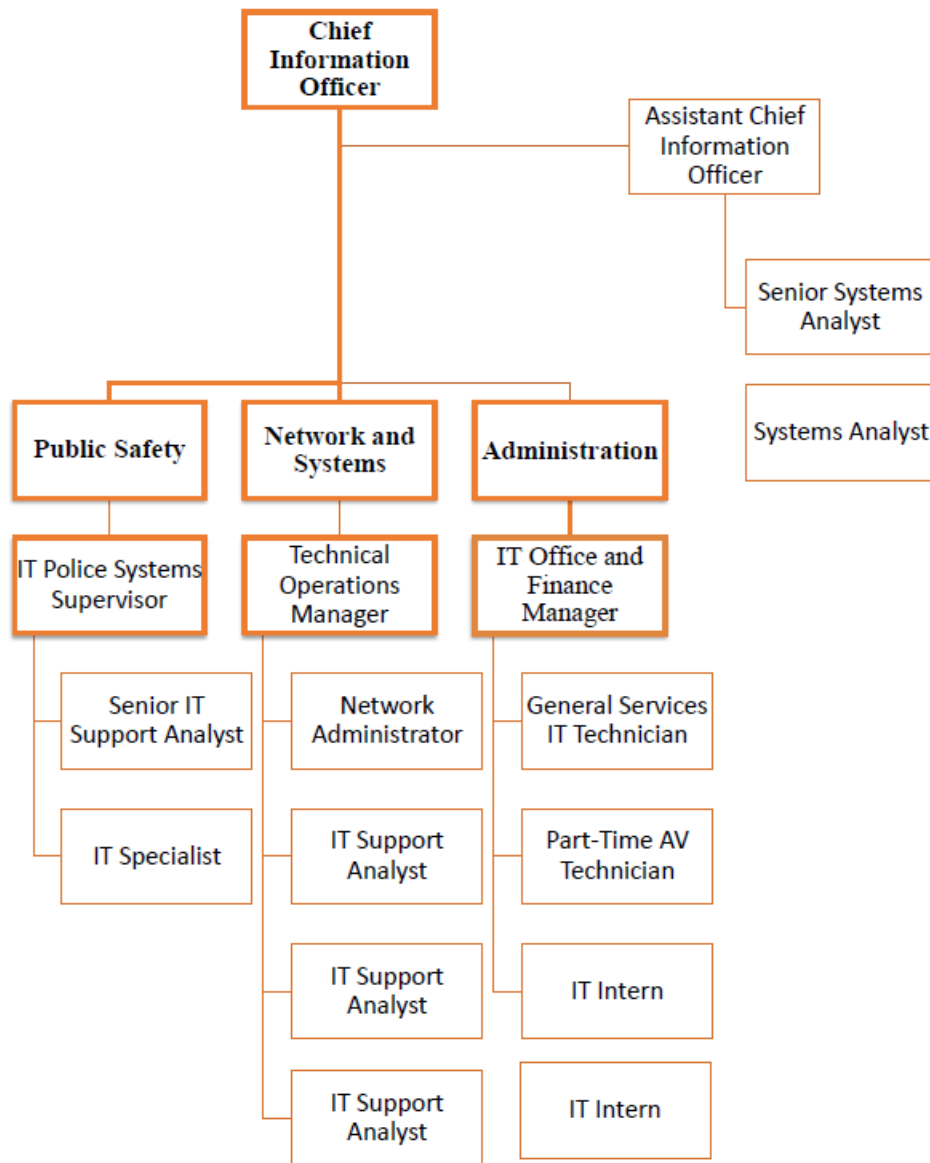 Chief
Information
Officer
Assistant Chief
Information
Officer
Senior Systems
Analyst
Systems Analyst
Public Safety
Network and
Systems
Administration
IT Police Systems
Supervisor
Technical
Operations
Manager
IT Office and
Finance
Manager
Senior IT
Support Analyst
Network
Administrator
General Services
IT Technician
IT Specialist
IT Support
Analyst
Part-Time AV
Technician
IT Support
Analyst
IT Intern
IT Support
Analyst
IT Intern